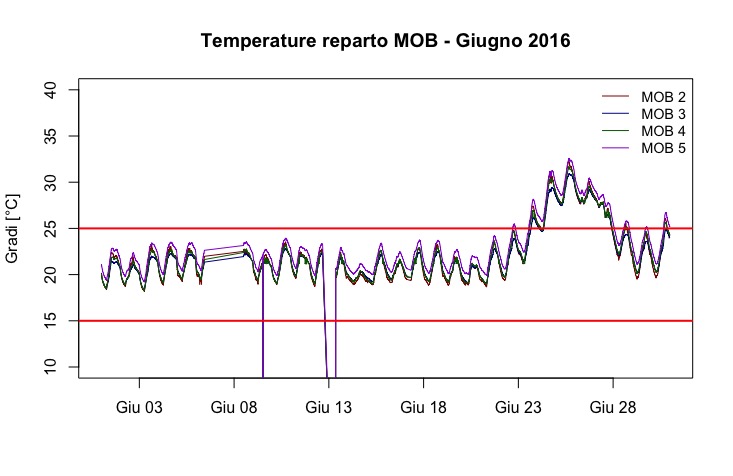 Temperature reparto MOB - Giugno 2016
MOB 2
MOB 3
MOB 4
MOB 5
Gradi [°C]
40
35
30
25
20
15
10
Giu 03 Giu 08 Giu 13 Giu 18 Giu 23 Giu 28